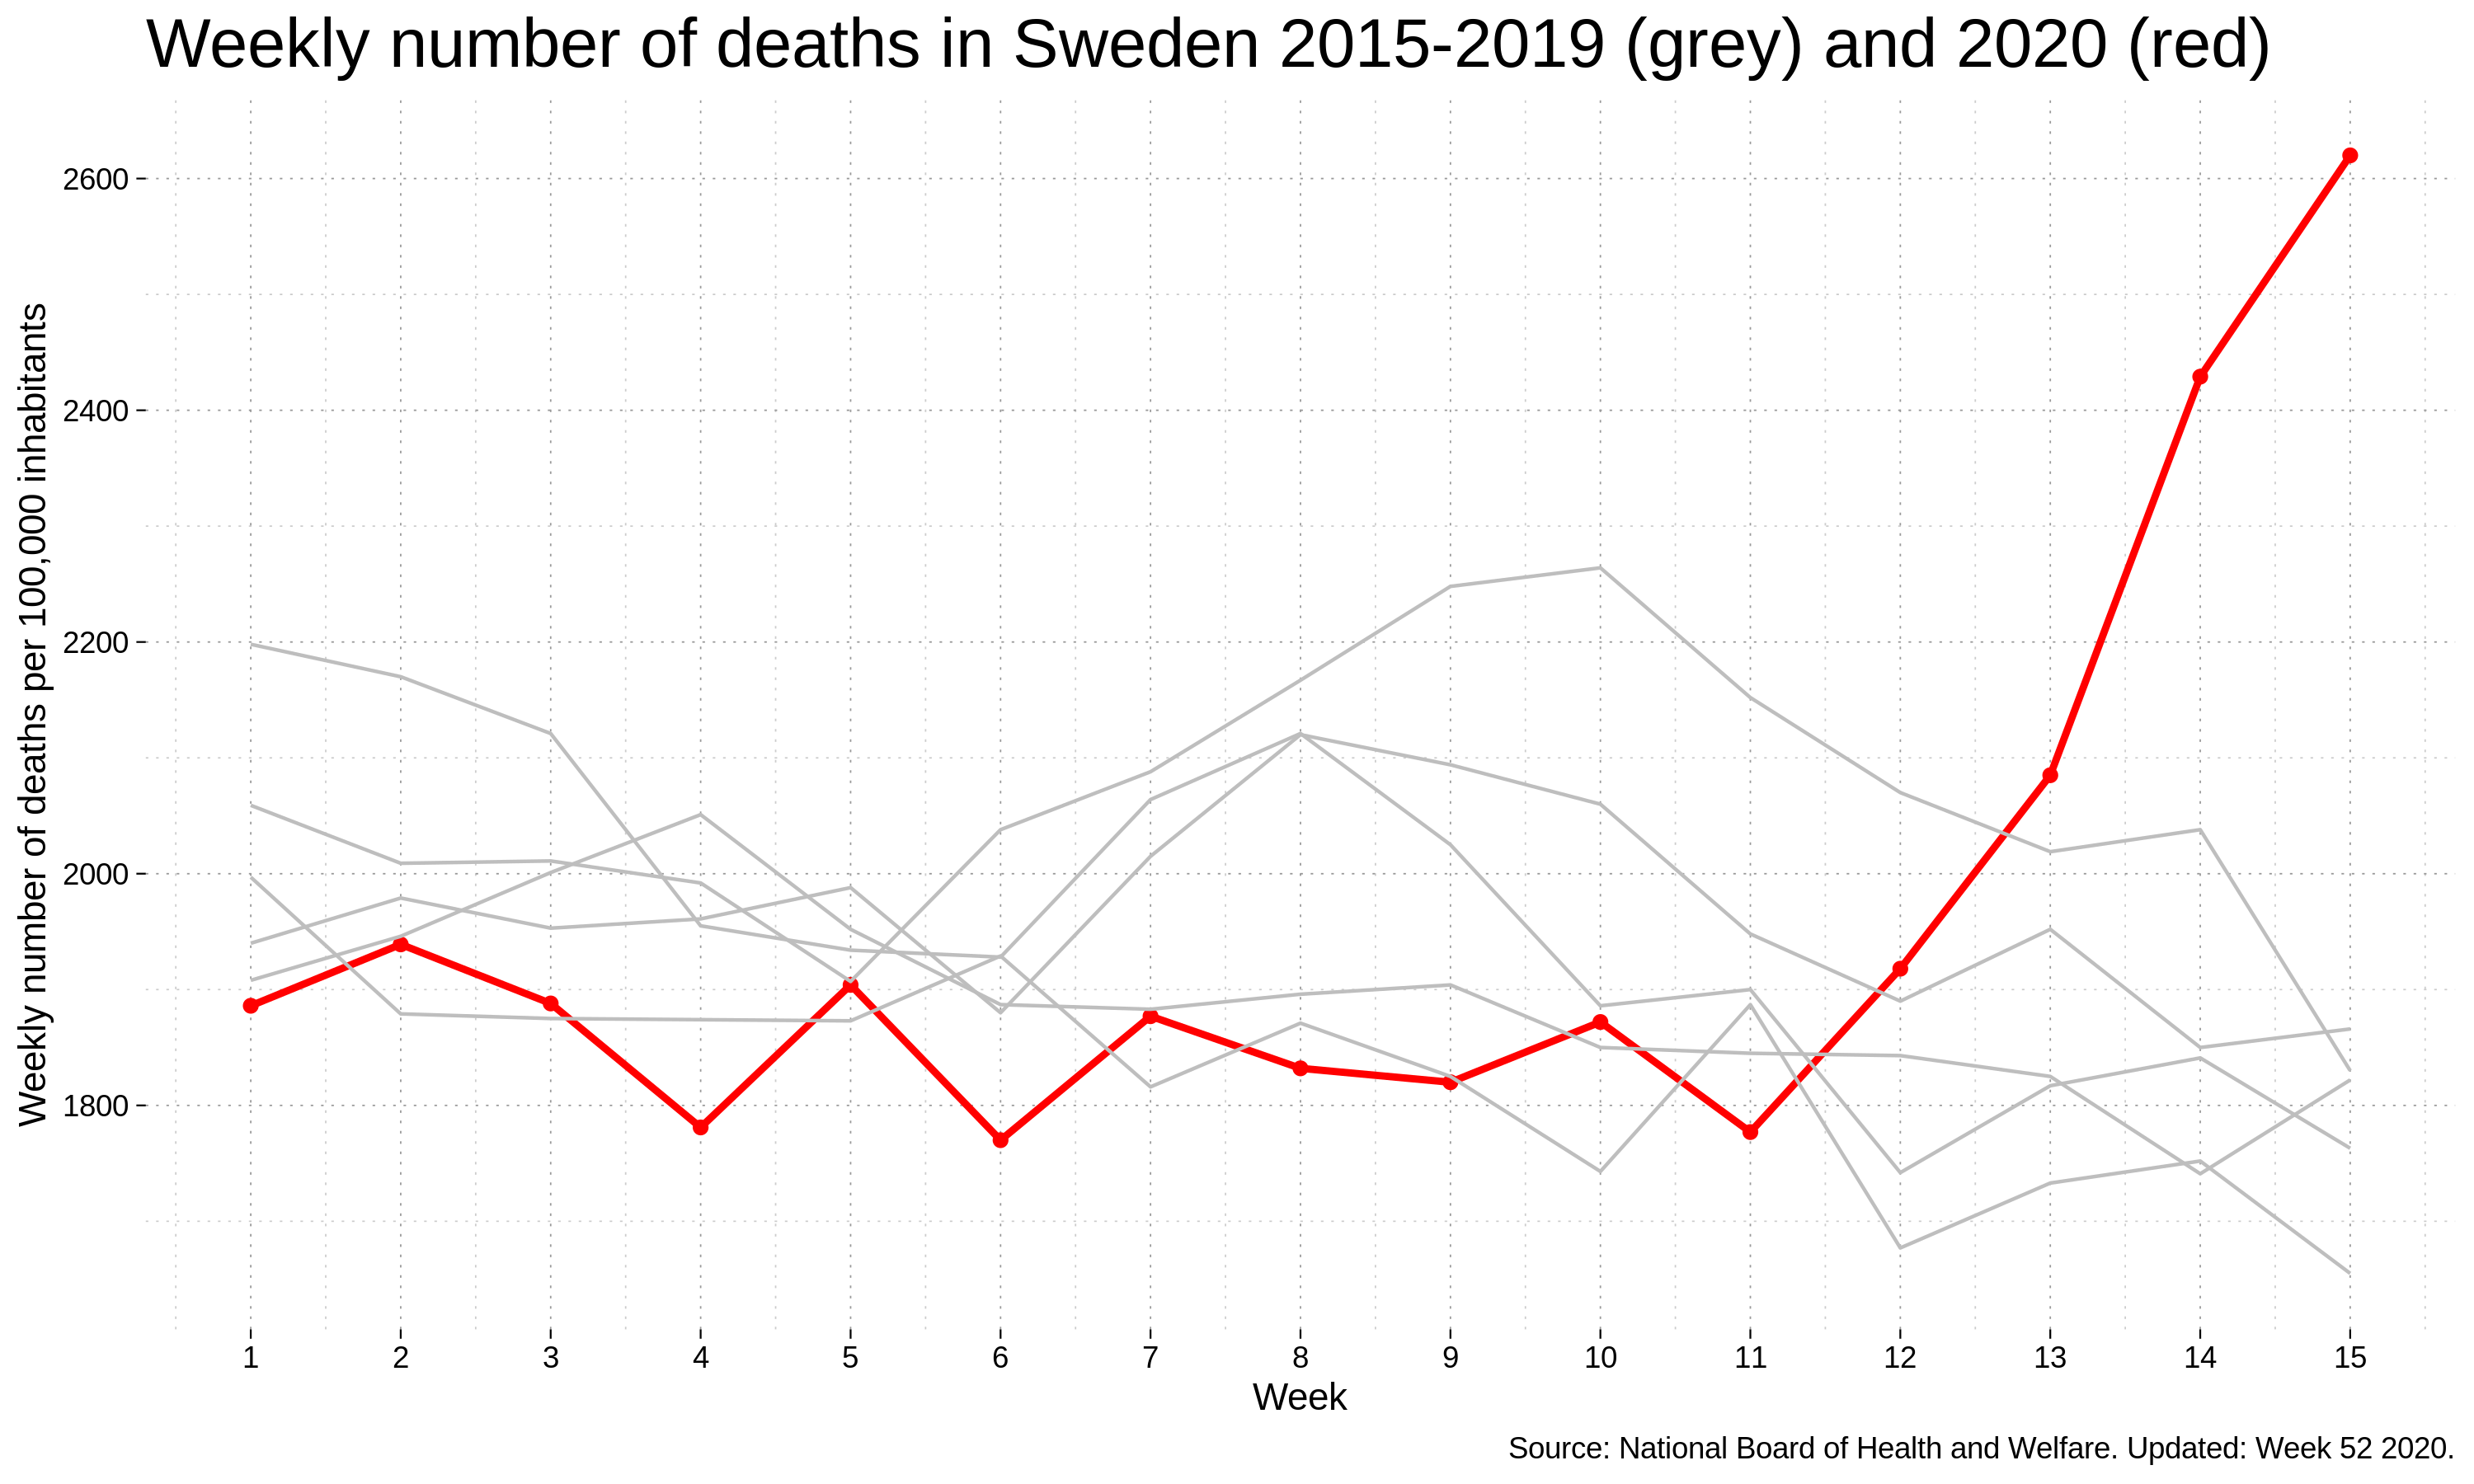 Weekly number of deaths in Sweden 2015-2019 (grey) and 2020 (red)
Weekly number of deaths per 100,000 inhabitants
2600
2400
2200
2000
1800
1 2 3 4 5 6 7 8 9 10 11 12 13 14 15
Week
Source: National Board of Health and Welfare. Updated: Week 52 2020.